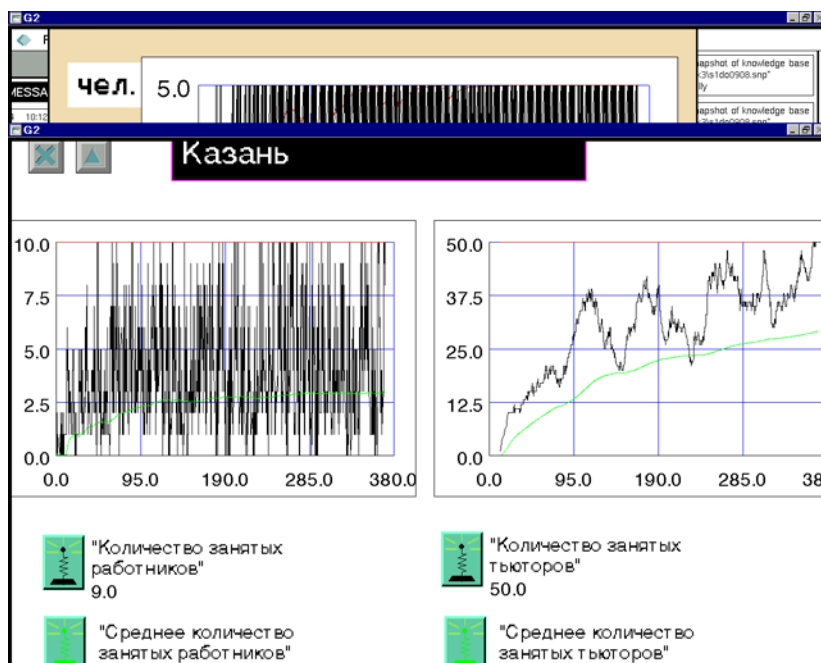 G2
apshot of knowledge base
<3\s1do0908.snp"
lly
чел.
5.0
MESSA
10:12
apshot of knowledge base
G2
Казань
10.0
7.5
5.0
2.5
0.0
0.0 95.0 190.0 285.0 380.0
50.0
37.5
25.0
12.5
0.0
0.0 95.0 190.0 285.0 38
"Количество занятых
работников"
9.0
"Количество занятых
тьюторов"
50.0
"Среднее количество
занятых работников"
"Среднее количество
занятых тьюторов"